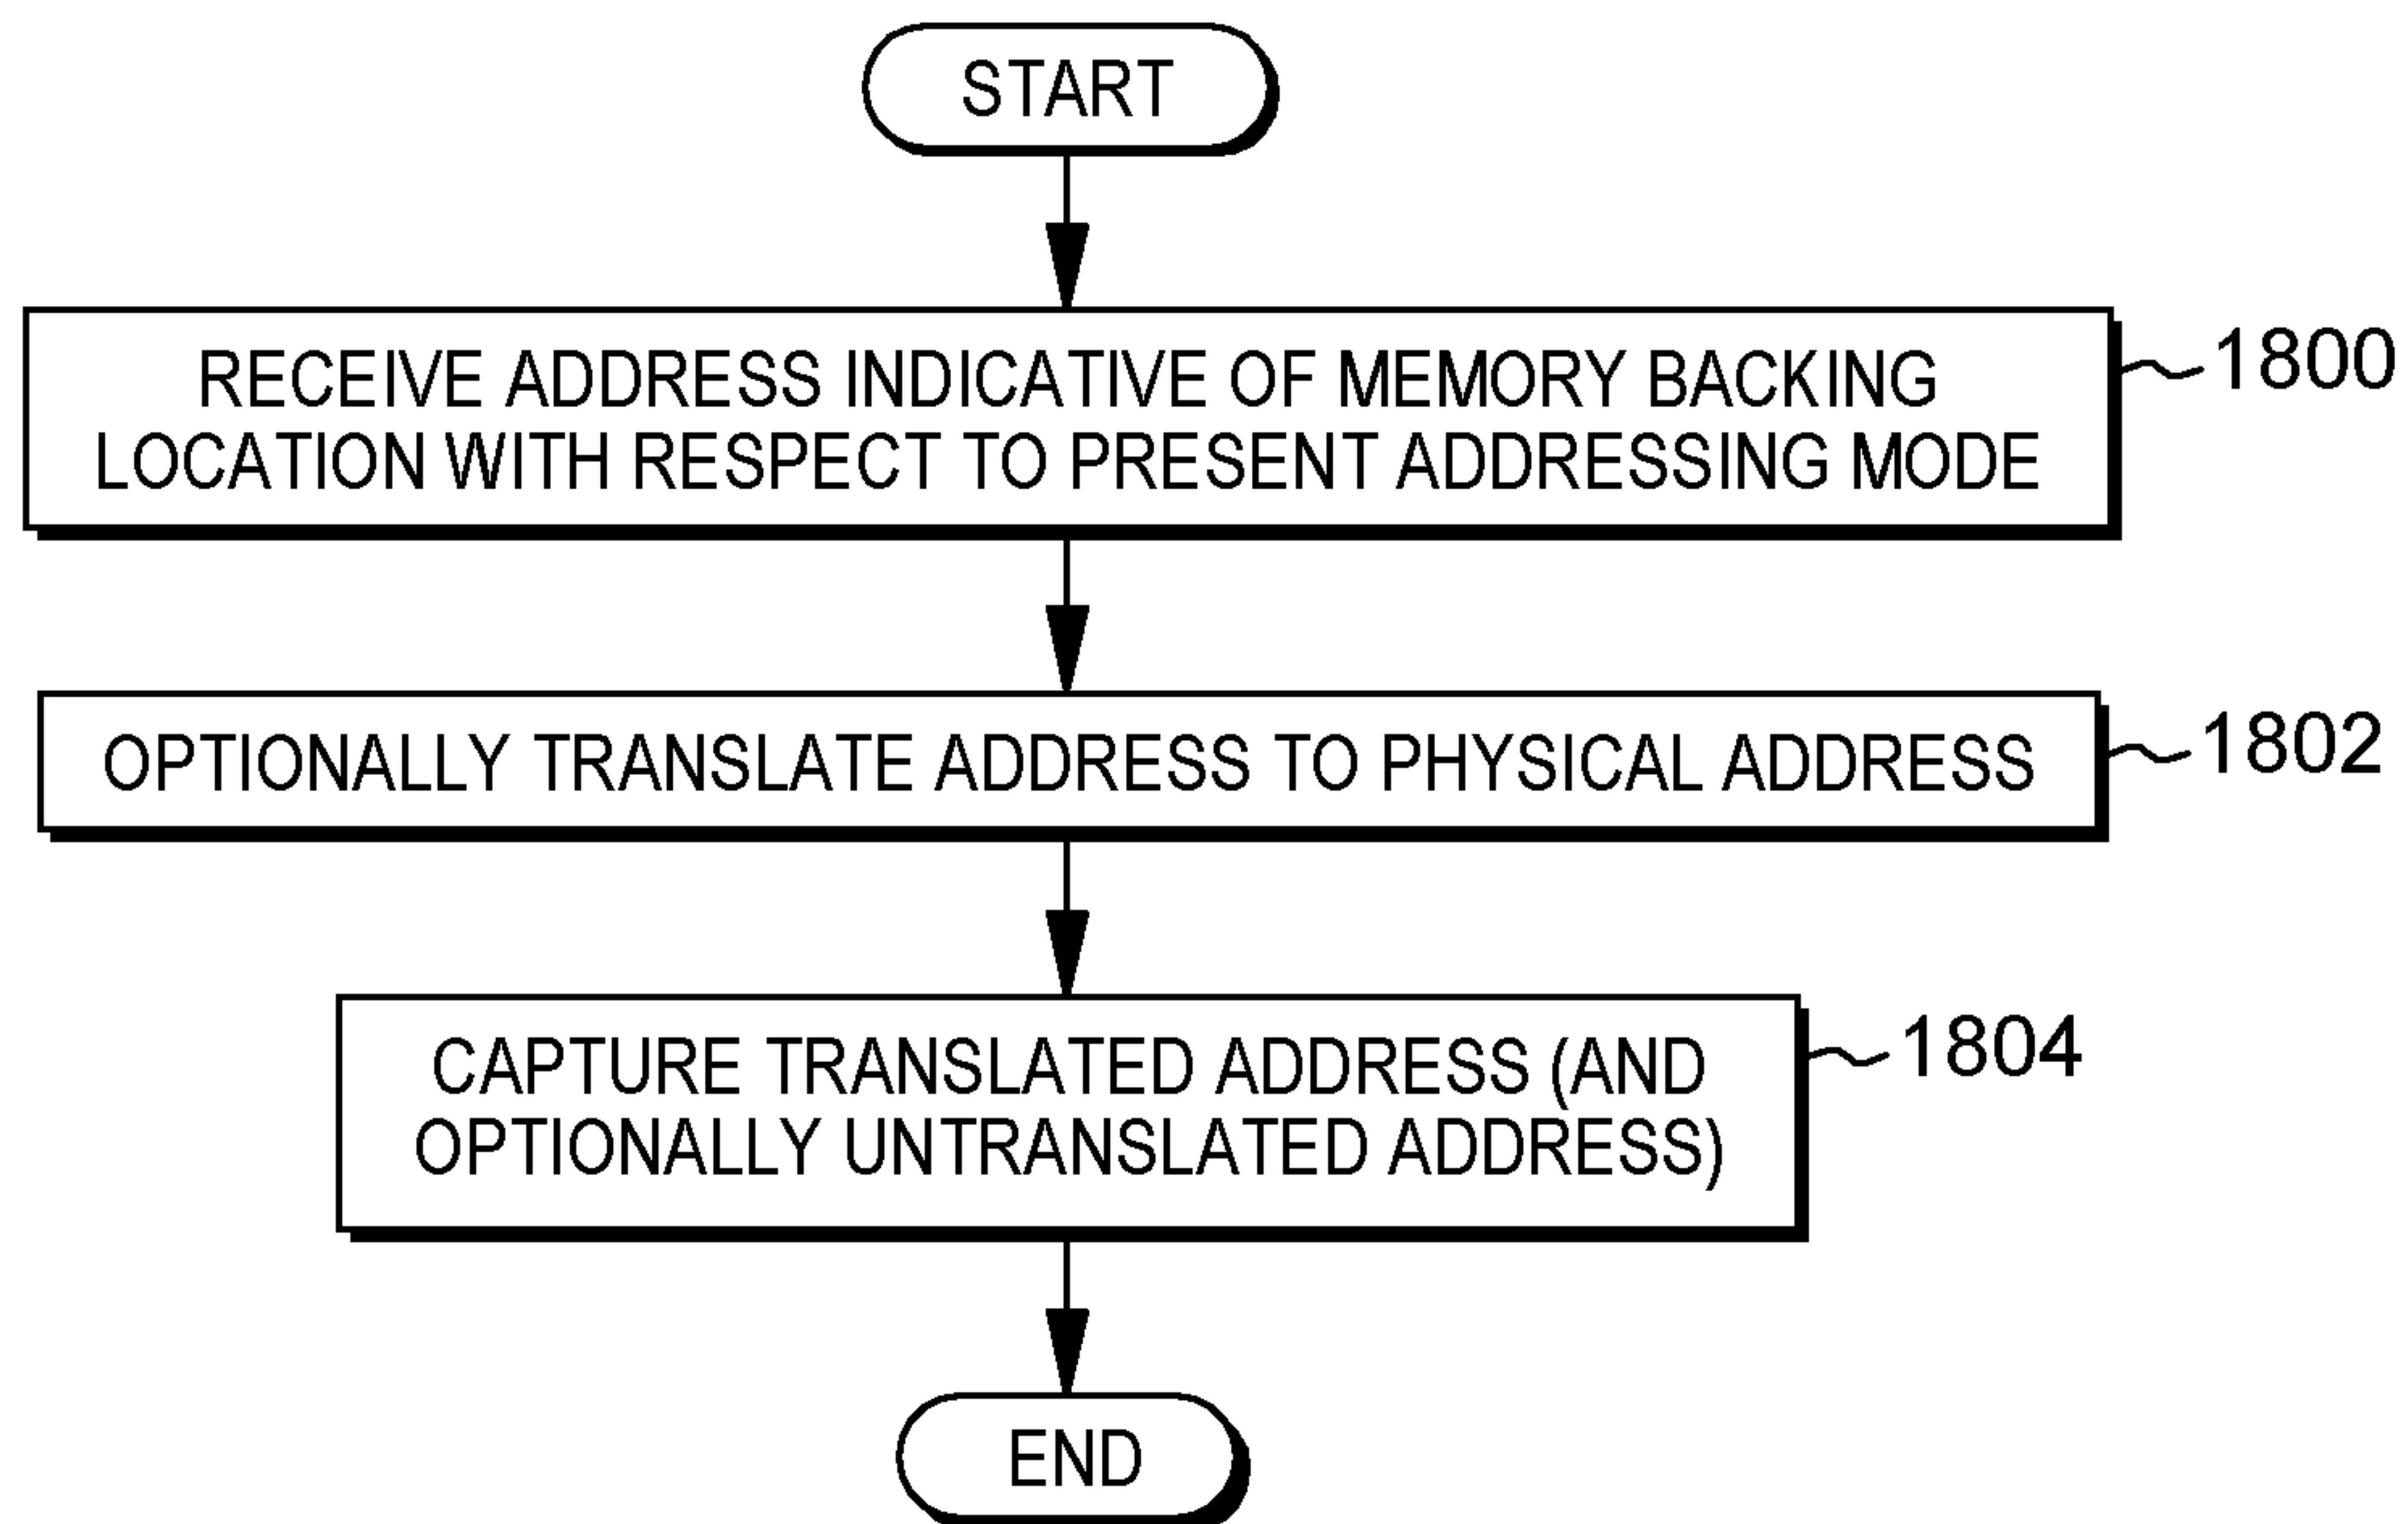 START
RECEIVE ADDRESS INDICATIVE OF MEMORY BACKING
LOCATION WITH RESPECT TO PRESENT ADDRESSING MODE
1800
OPTIONALLY TRANSLATE ADDRESS TO PHYSICAL ADDRESS
1802
CAPTURE TRANSLATED ADDRESS (AND
OPTIONALLY UNTRANSLATED ADDRESS)
1804
END